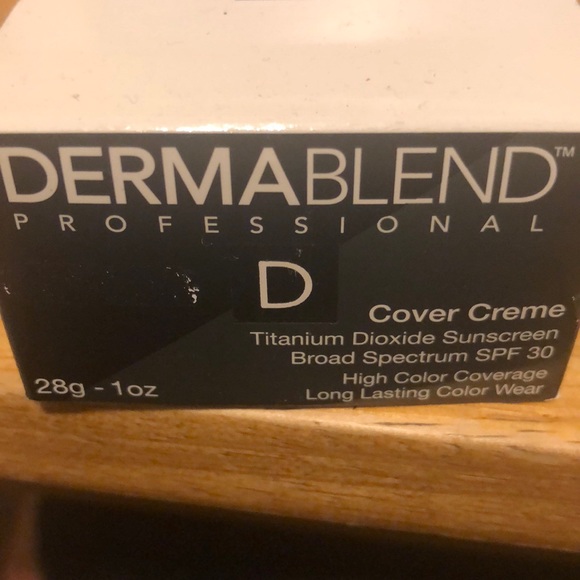 DERMABLEND™
PROFESSIONAL
D
Cover Creme
Titanium Dioxide Sunscreen
Broad Spectrum SPF 30
High Color Coverage
Long Lasting Color Wear
28g - 1oz